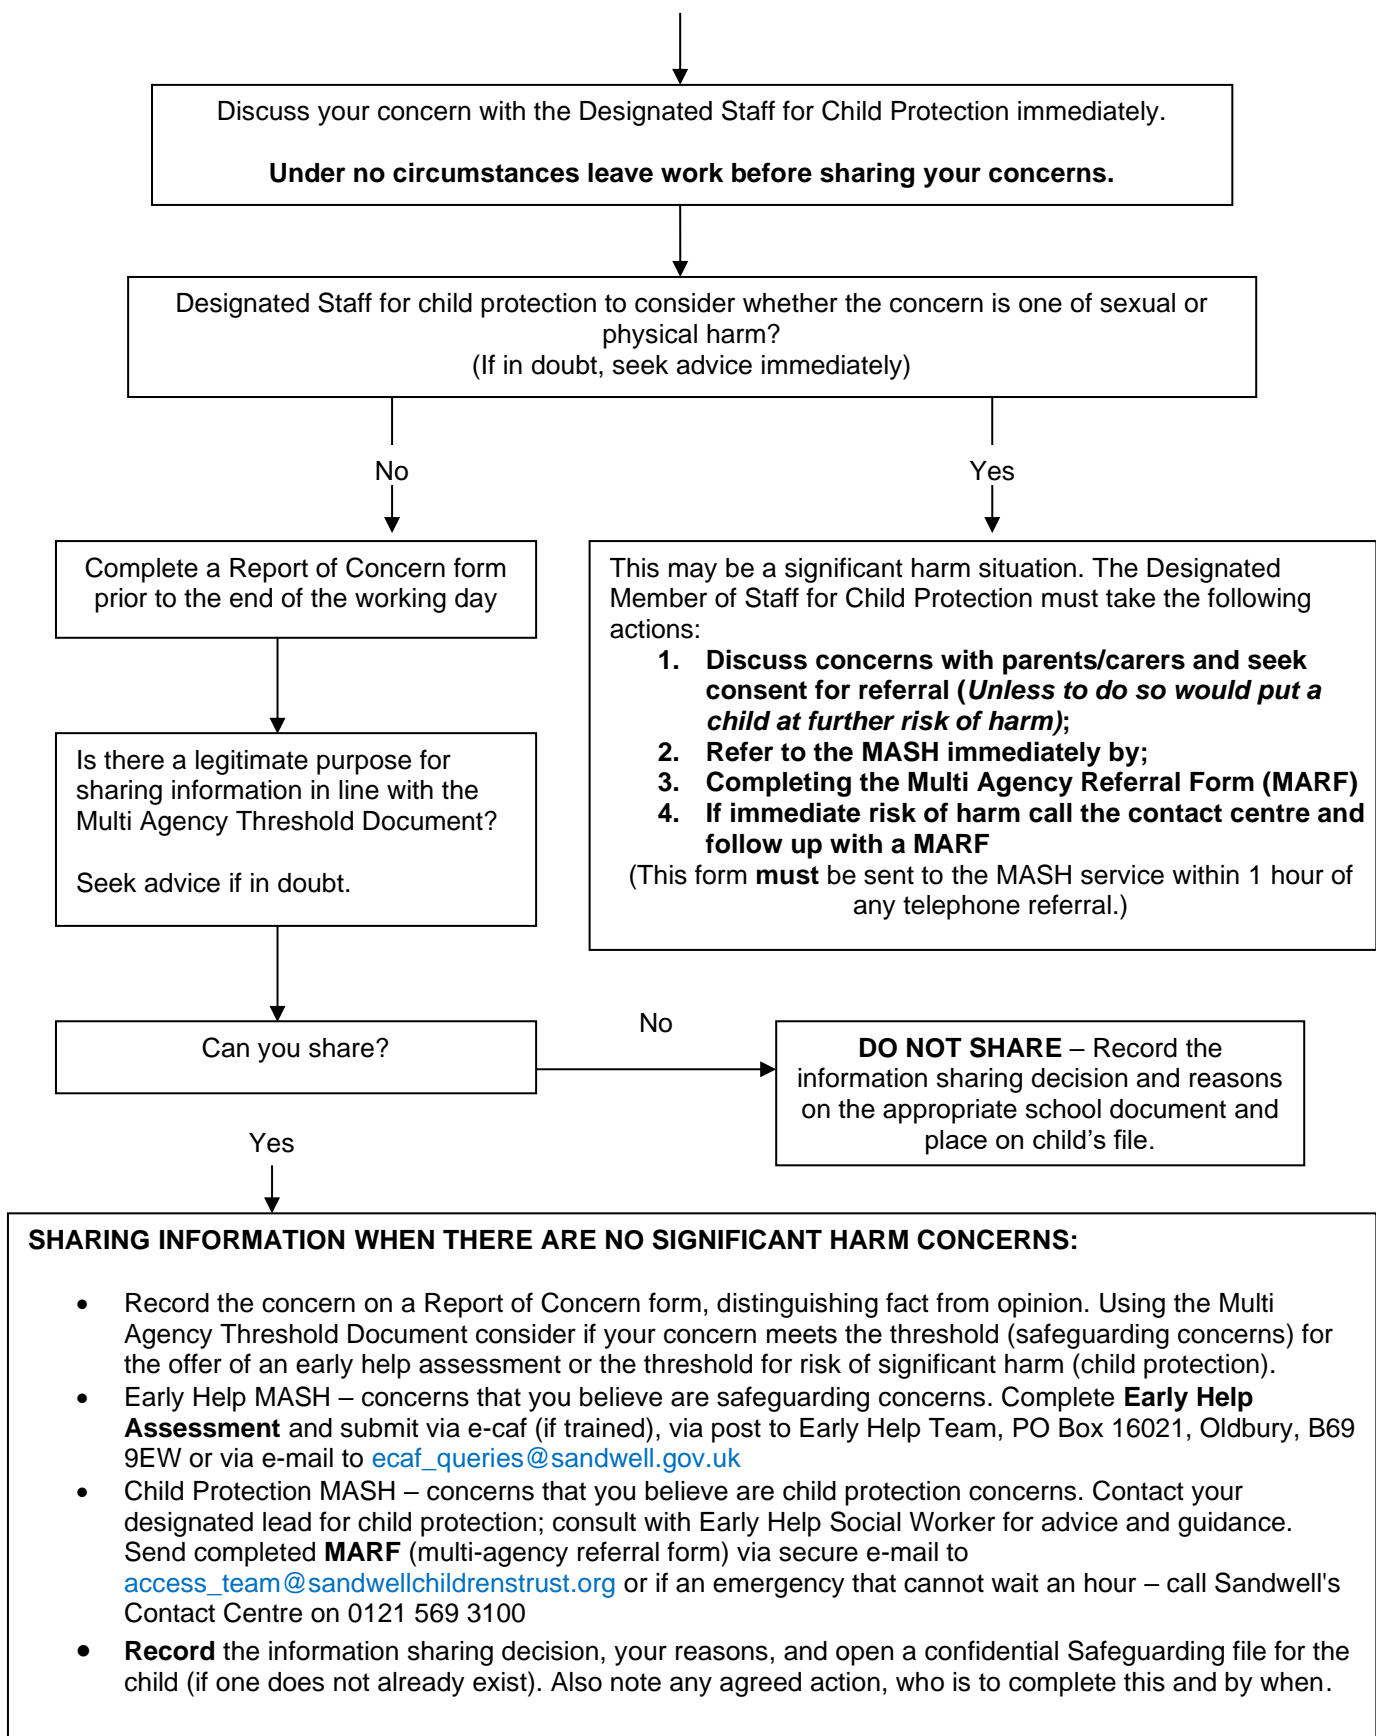 Discuss your concern with the Designated Staff for Child Protection immediately.
Under no circumstances leave work before sharing your concerns.
Designated Staff for child protection to consider whether the concern is one of sexual or
physical harm?
(If in doubt, seek advice immediately)
No
Yes
Complete a Report of Concern form
prior to the end of the working day
This may be a significant harm situation. The Designated
Member of Staff for Child Protection must take the following
actions:
1. Discuss concerns with parents/carers and seek
consent for referral (Unless to do so would put a
child at further risk of harm);
2. Refer to the MASH immediately by;
3. Completing the Multi Agency Referral Form (MARF)
4. If immediate risk of harm call the contact centre and
follow up with a MARF
(This form must be sent to the MASH service within 1 hour of
any telephone referral.)
Is there a legitimate purpose for
sharing information in line with the
Multi Agency Threshold Document?
Seek advice if in doubt.
Can you share?
No
DO NOT SHARE – Record the
information sharing decision and reasons
on the appropriate school document and
place on child's file.
Yes
SHARING INFORMATION WHEN THERE ARE NO SIGNIFICANT HARM CONCERNS:
• Record the concern on a Report of Concern form, distinguishing fact from opinion. Using the Multi
Agency Threshold Document consider if your concern meets the threshold (safeguarding concerns) for
the offer of an early help assessment or the threshold for risk of significant harm (child protection).
• Early Help MASH – concerns that you believe are safeguarding concerns. Complete Early Help
Assessment and submit via e-caf (if trained), via post to Early Help Team, PO Box 16021, Oldbury, B69
9EW or via e-mail to ecaf_queries@sandwell.gov.uk
• Child Protection MASH – concerns that you believe are child protection concerns. Contact your
designated lead for child protection; consult with Early Help Social Worker for advice and guidance.
Send completed MARF (multi-agency referral form) via secure e-mail to
access_team@sandwellchildrenstrust.org or if an emergency that cannot wait an hour – call Sandwell's
Contact Centre on 0121 569 3100
• Record the information sharing decision, your reasons, and open a confidential Safeguarding file for the
child (if one does not already exist). Also note any agreed action, who is to complete this and by when.